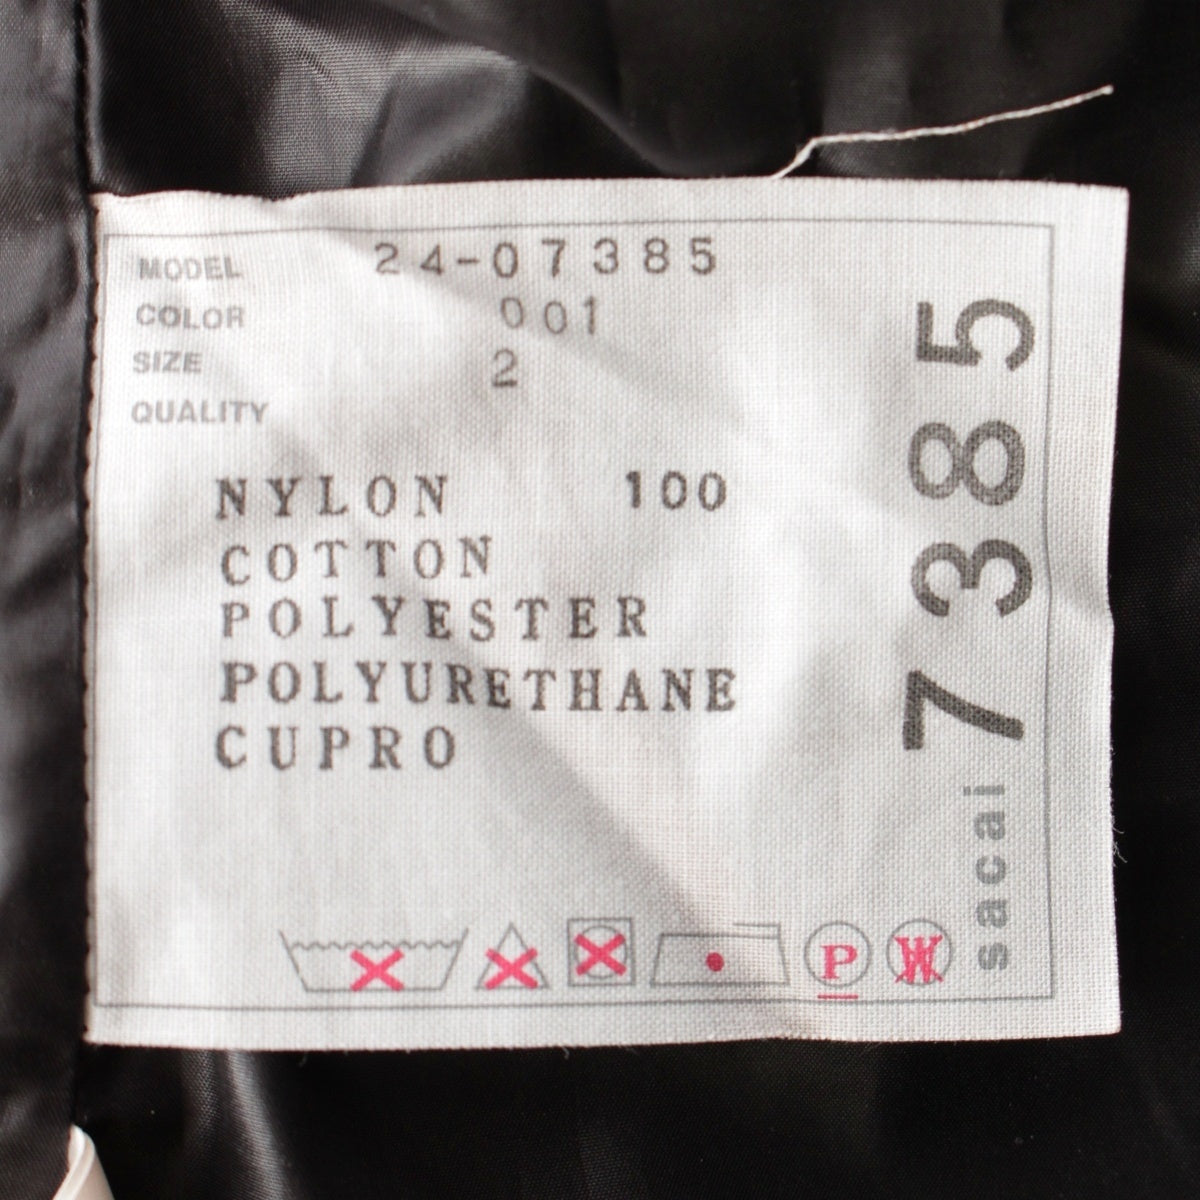 MODEL 24-07385
COLOR 001
SIZE 2
QUALITY
NYLON 100
COTTON
POLYESTER
POLYURETHANE
CUPRO
P
W
sacai 7385